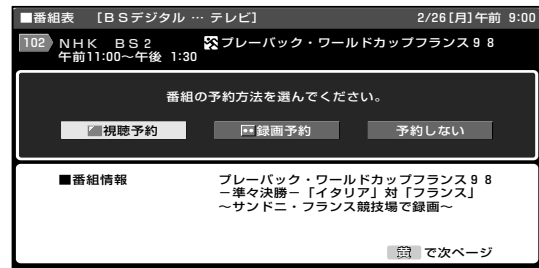 ■番組表 [BSデジタル … テレビ] 2/26[月]午前 9:00
102 NHK BS2 プレーバック・ワールドカップフランス98
午前11:00~午後 1:30
番組の予約方法を選んでください。
視聴予約 録画予約 予約しない
■番組情報 プレーバック・ワールドカップフランス98
-準々決勝-「イタリア」対「フランス」
~サンドニ・フランス競技場で録画~
黄 で次ページ